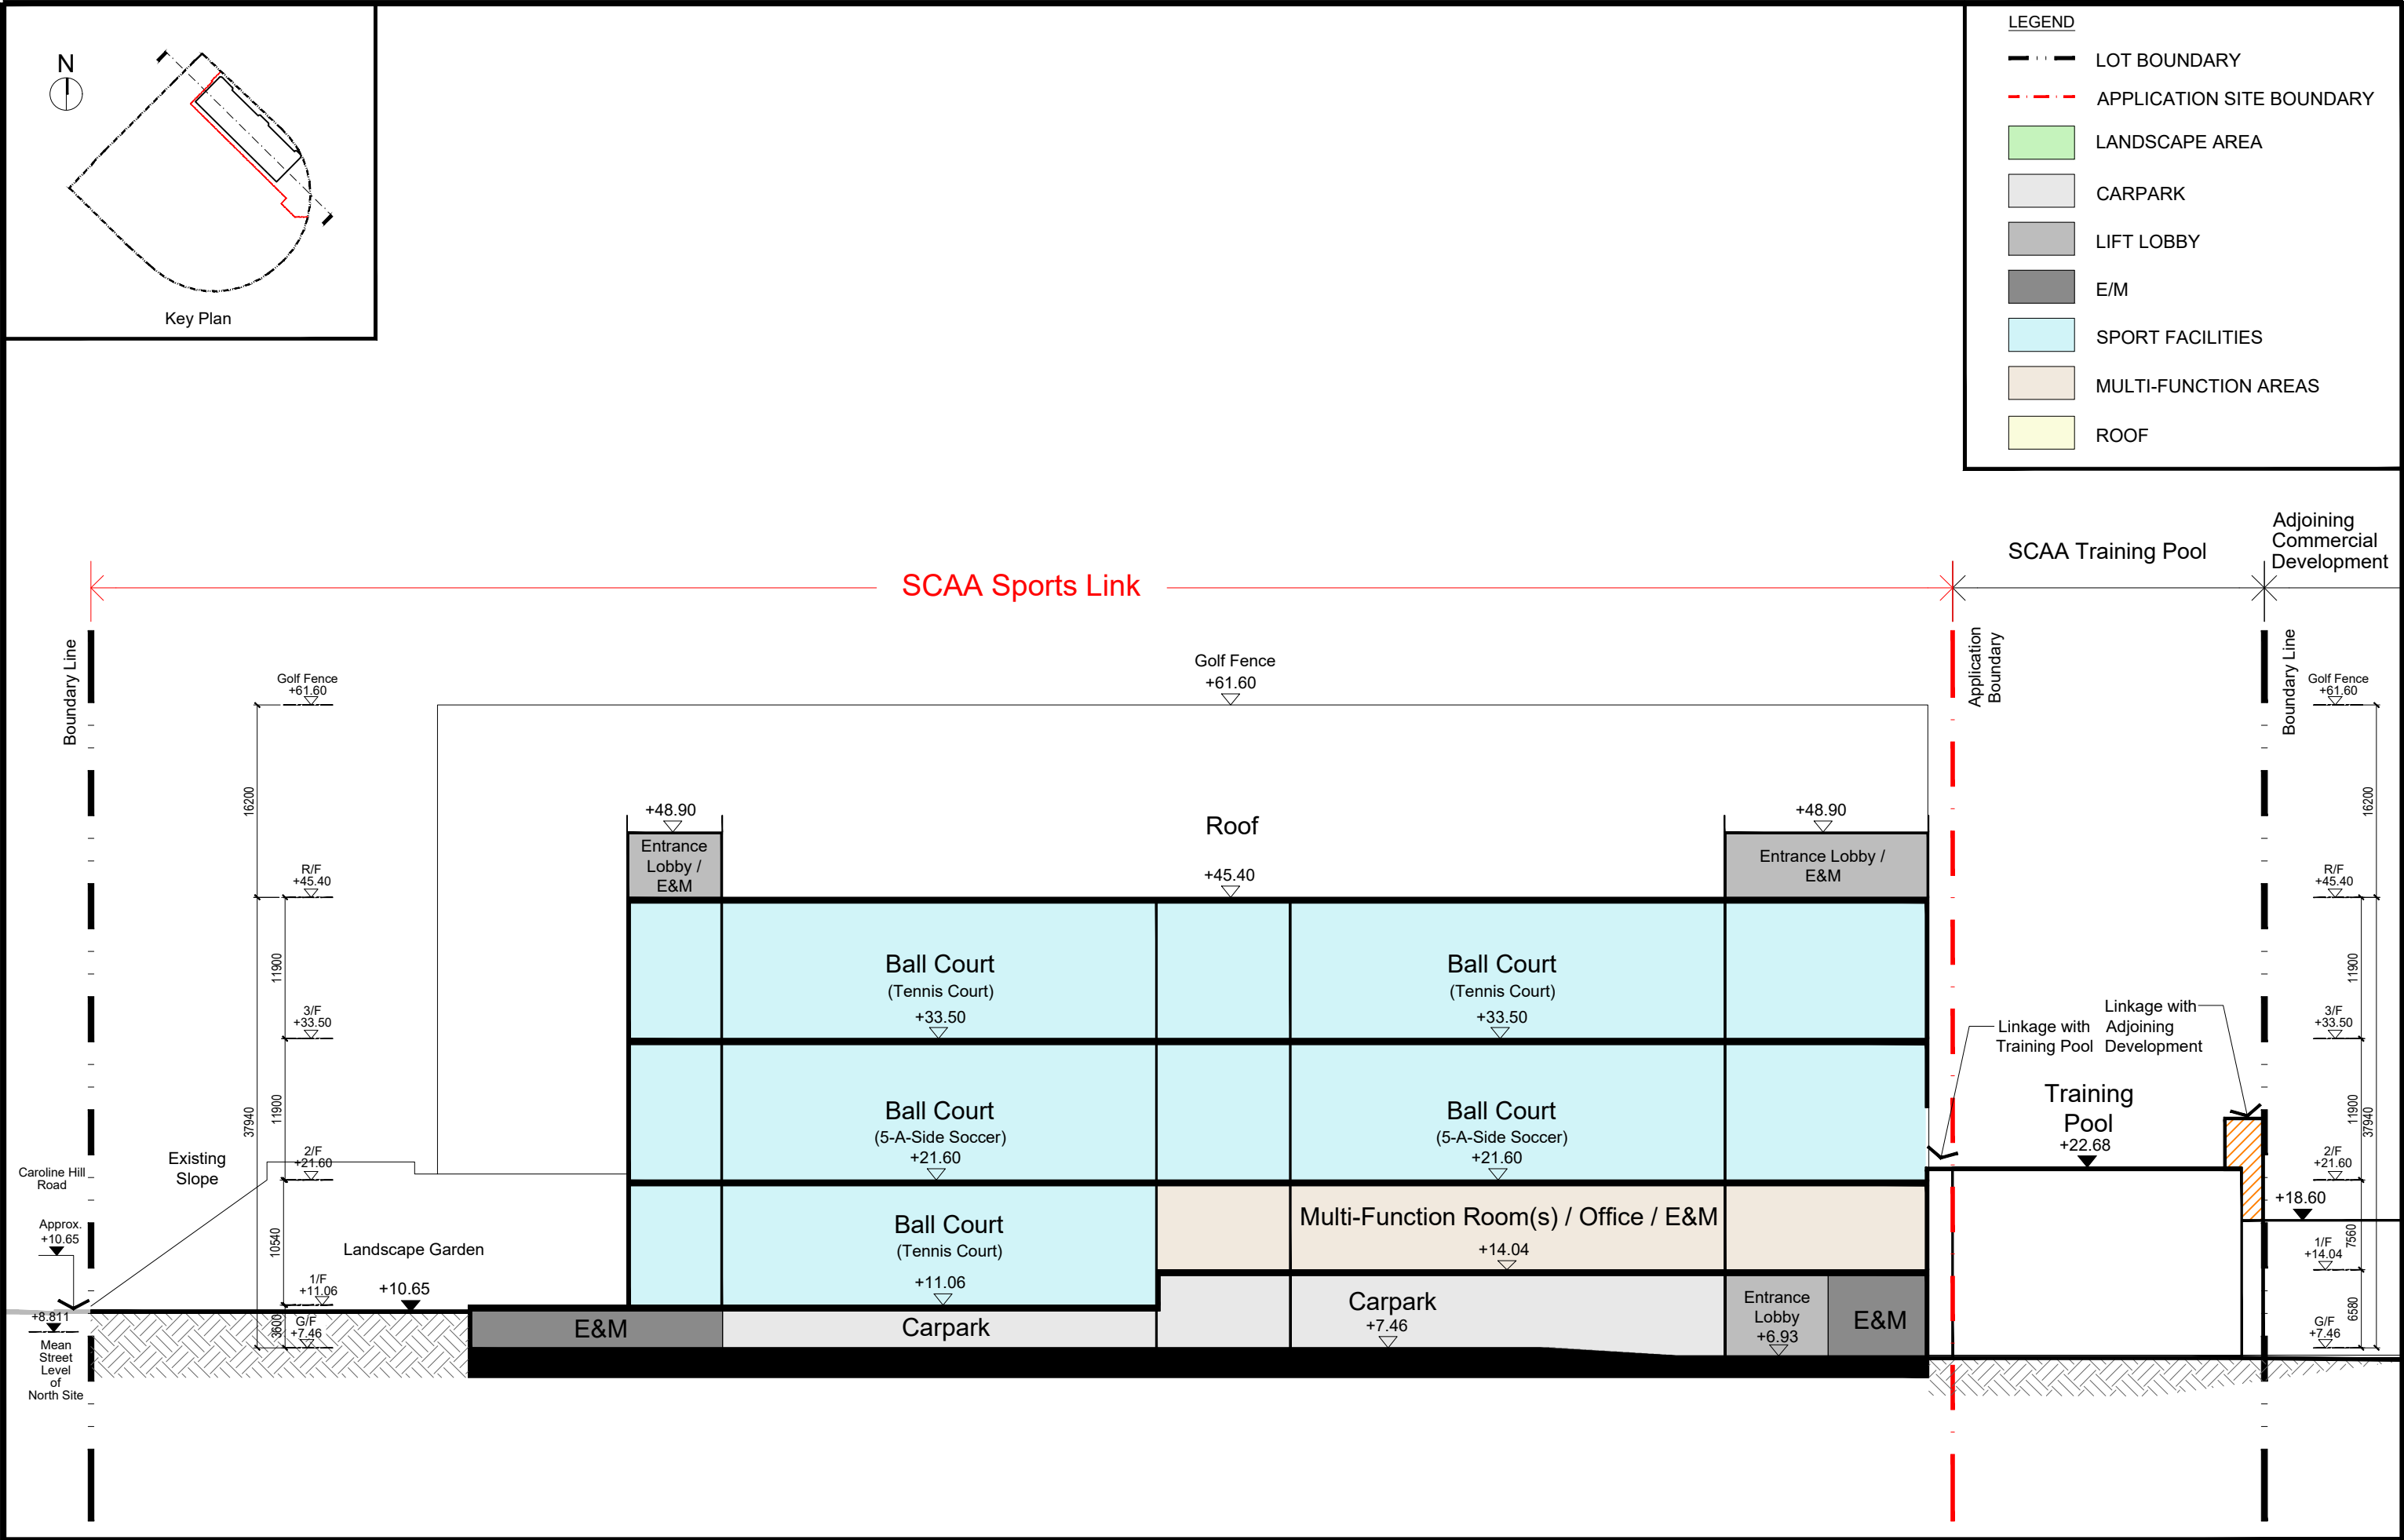 N
Key Plan
LEGEND
LOT BOUNDARY
APPLICATION SITE BOUNDARY
LANDSCAPE AREA
CARPARK
LIFT LOBBY
E/M
SPORT FACILITIES
MULTI-FUNCTION AREAS
ROOF
SCAA Sports Link
SCAA Training Pool
Adjoining
Commercial
Development
Boundary Line
Application
Boundary
Boundary Line
Golf Fence
+61.60
Golf Fence
+61.60
Golf Fence
+61.60
16200
16200
+48.90
Entrance
Lobby /
E&M
Roof
+45.40
+48.90
Entrance Lobby /
E&M
R/F
+45.40
R/F
+45.40
11900
11900
Ball Court
(Tennis Court)
+33.50
Ball Court
(Tennis Court)
+33.50
3/F
+33.50
3/F
+33.50
Linkage with
Training Pool
Linkage with
Adjoining
Development
37940
11900
11900
37940
Ball Court
(5-A-Side Soccer)
+21.60
Ball Court
(5-A-Side Soccer)
+21.60
Training
Pool
+22.68
2/F
+21.60
2/F
+21.60
Existing
Slope
Caroline Hill
Road
Approx.
+10.65
+18.60
10540
7560
Landscape Garden
+10.65
Ball Court
(Tennis Court)
+11.06
Multi-Function Room(s) / Office / E&M
+14.04
1/F
+11.06
1/F
+14.04
3600
6580
G/F
+7.46
G/F
+7.46
+8.811
Mean
Street
Level
of
North Site
E&M
Carpark
Carpark
+7.46
Entrance
Lobby
+6.93
E&M